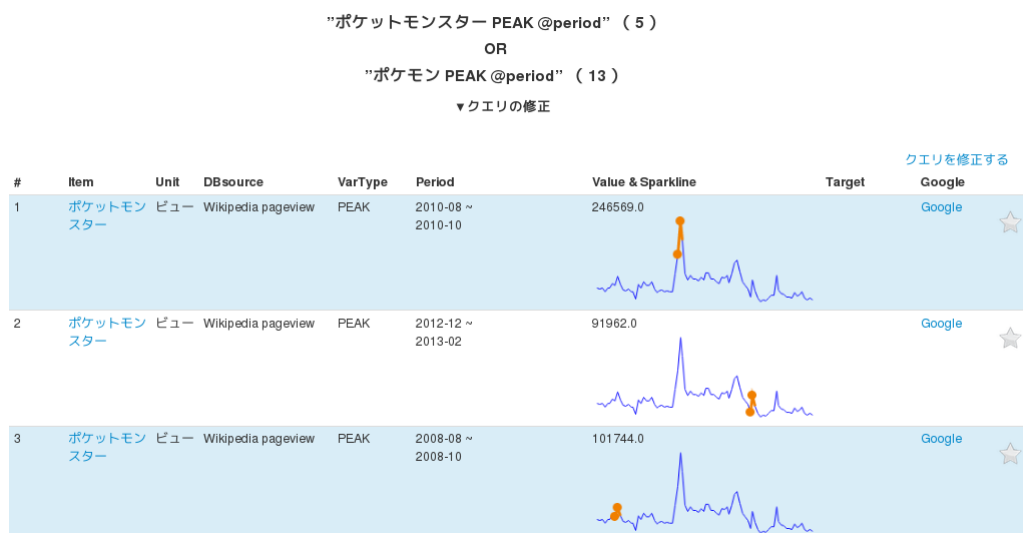 ”ポケットモンスター PEAK @period” ( 5 )
OR
”ポケモン PEAK @period” ( 13 )
▼クエリの修正
クエリを修正する
# Item Unit DBsource VarType Period Value & Sparkline Target Google
1 ポケットモン ビュー Wikipedia pageview PEAK 2010-08 ~ 246569.0 Google
スター 2010-10
2 ポケットモン ビュー Wikipedia pageview PEAK 2012-12 ~ 91962.0 Google
スター 2013-02
3 ポケットモン ビュー Wikipedia pageview PEAK 2008-08 ~ 101744.0 Google
スター 2008-10